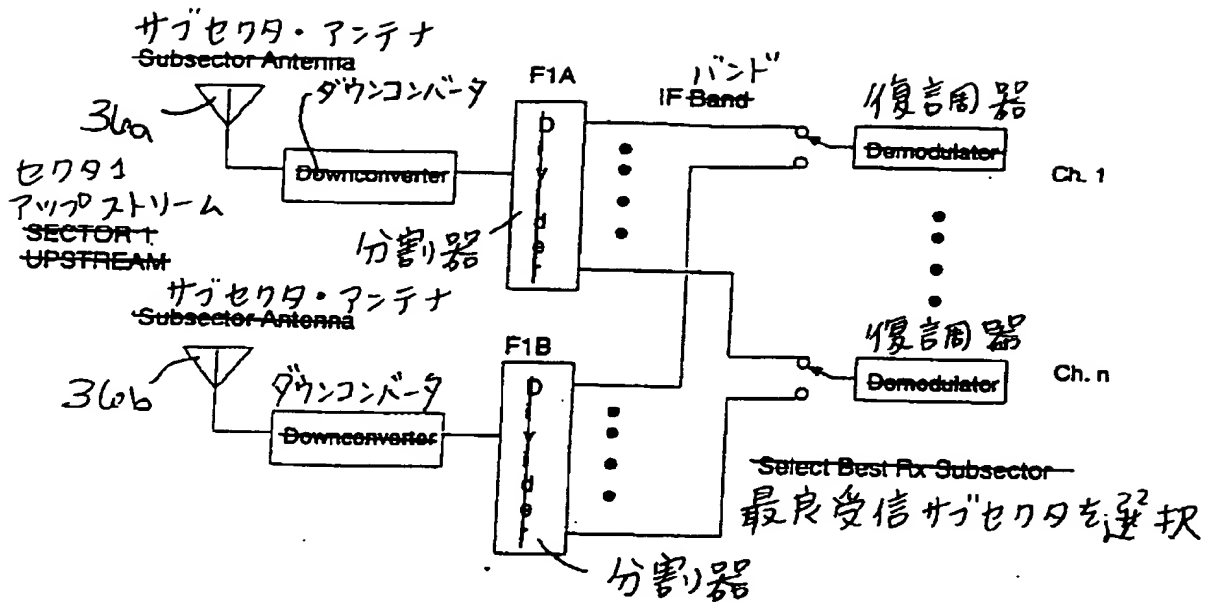 サブセクタ・アンテナ
Subsector Antenna
F1A
バンド
IF Band
ダウンコンバータ
復調器
36a
Divider
Demodulator
Downconverter
Ch. 1
セクタ1
アップストリーム
SECTOR 1
UPSTREAM
分割器
サブセクタ・アンテナ
Subsector Antenna
復調器
F1B
Demodulator
Ch. n
36b
ダウンコンバータ
Divider
Downconverter
Select Best Rx Subsector
最良受信サブセクタを選択
分割器